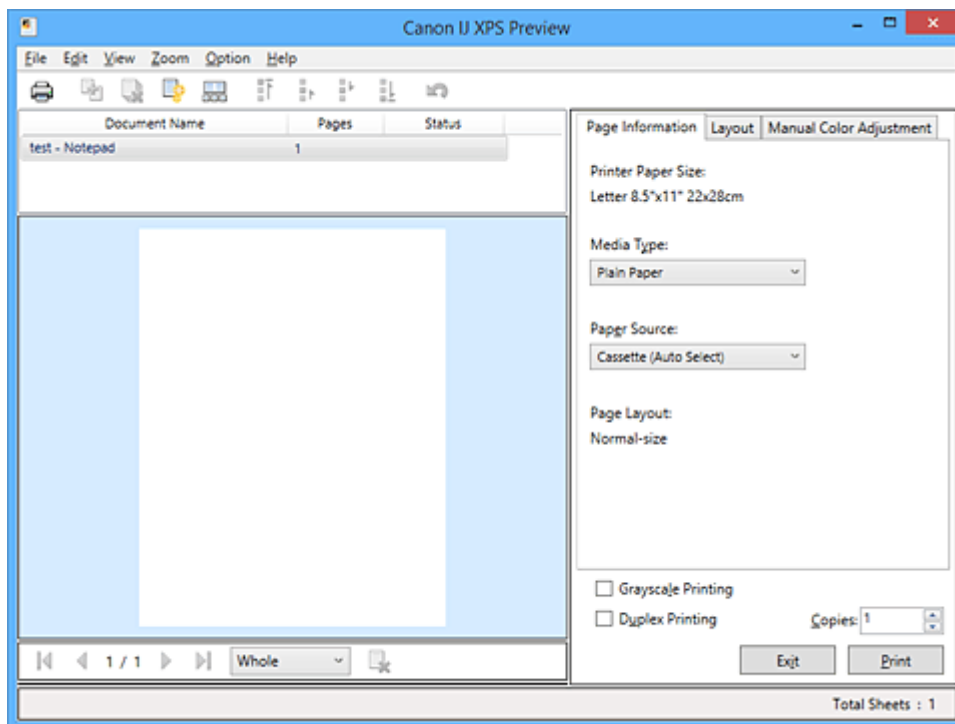 Canon IJ XPS Preview
File Edit View Zoom Option Help
Document Name Pages Status
test - Notepad 1
Page Information Layout Manual Color Adjustment
Printer Paper Size:
Letter 8.5"x11" 22x28cm
Media Type:
Plain Paper
Paper Source:
Cassette (Auto Select)
Page Layout:
Normal-size
Grayscale Printing
Duplex Printing Copies: 1
1 / 1 Whole
Exit Print
Total Sheets : 1